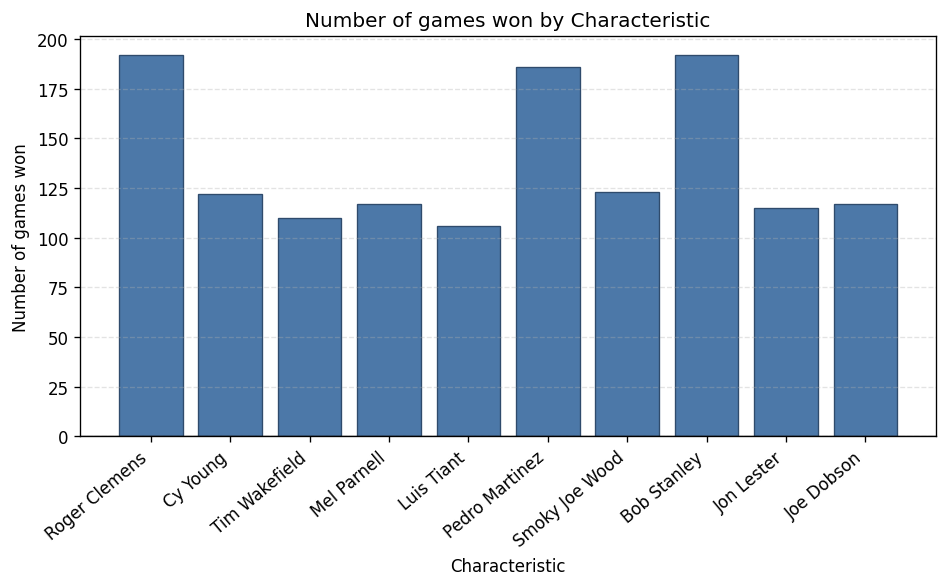 Number of games won by Characteristic
Number of games won
200
175
150
125
100
75
50
25
0
Roger Clemens
Cy Young
Tim Wakefield
Mel Parnell
Luis Tiant
Pedro Martinez
Smoky Joe Wood
Bob Stanley
Jon Lester
Joe Dobson
Characteristic